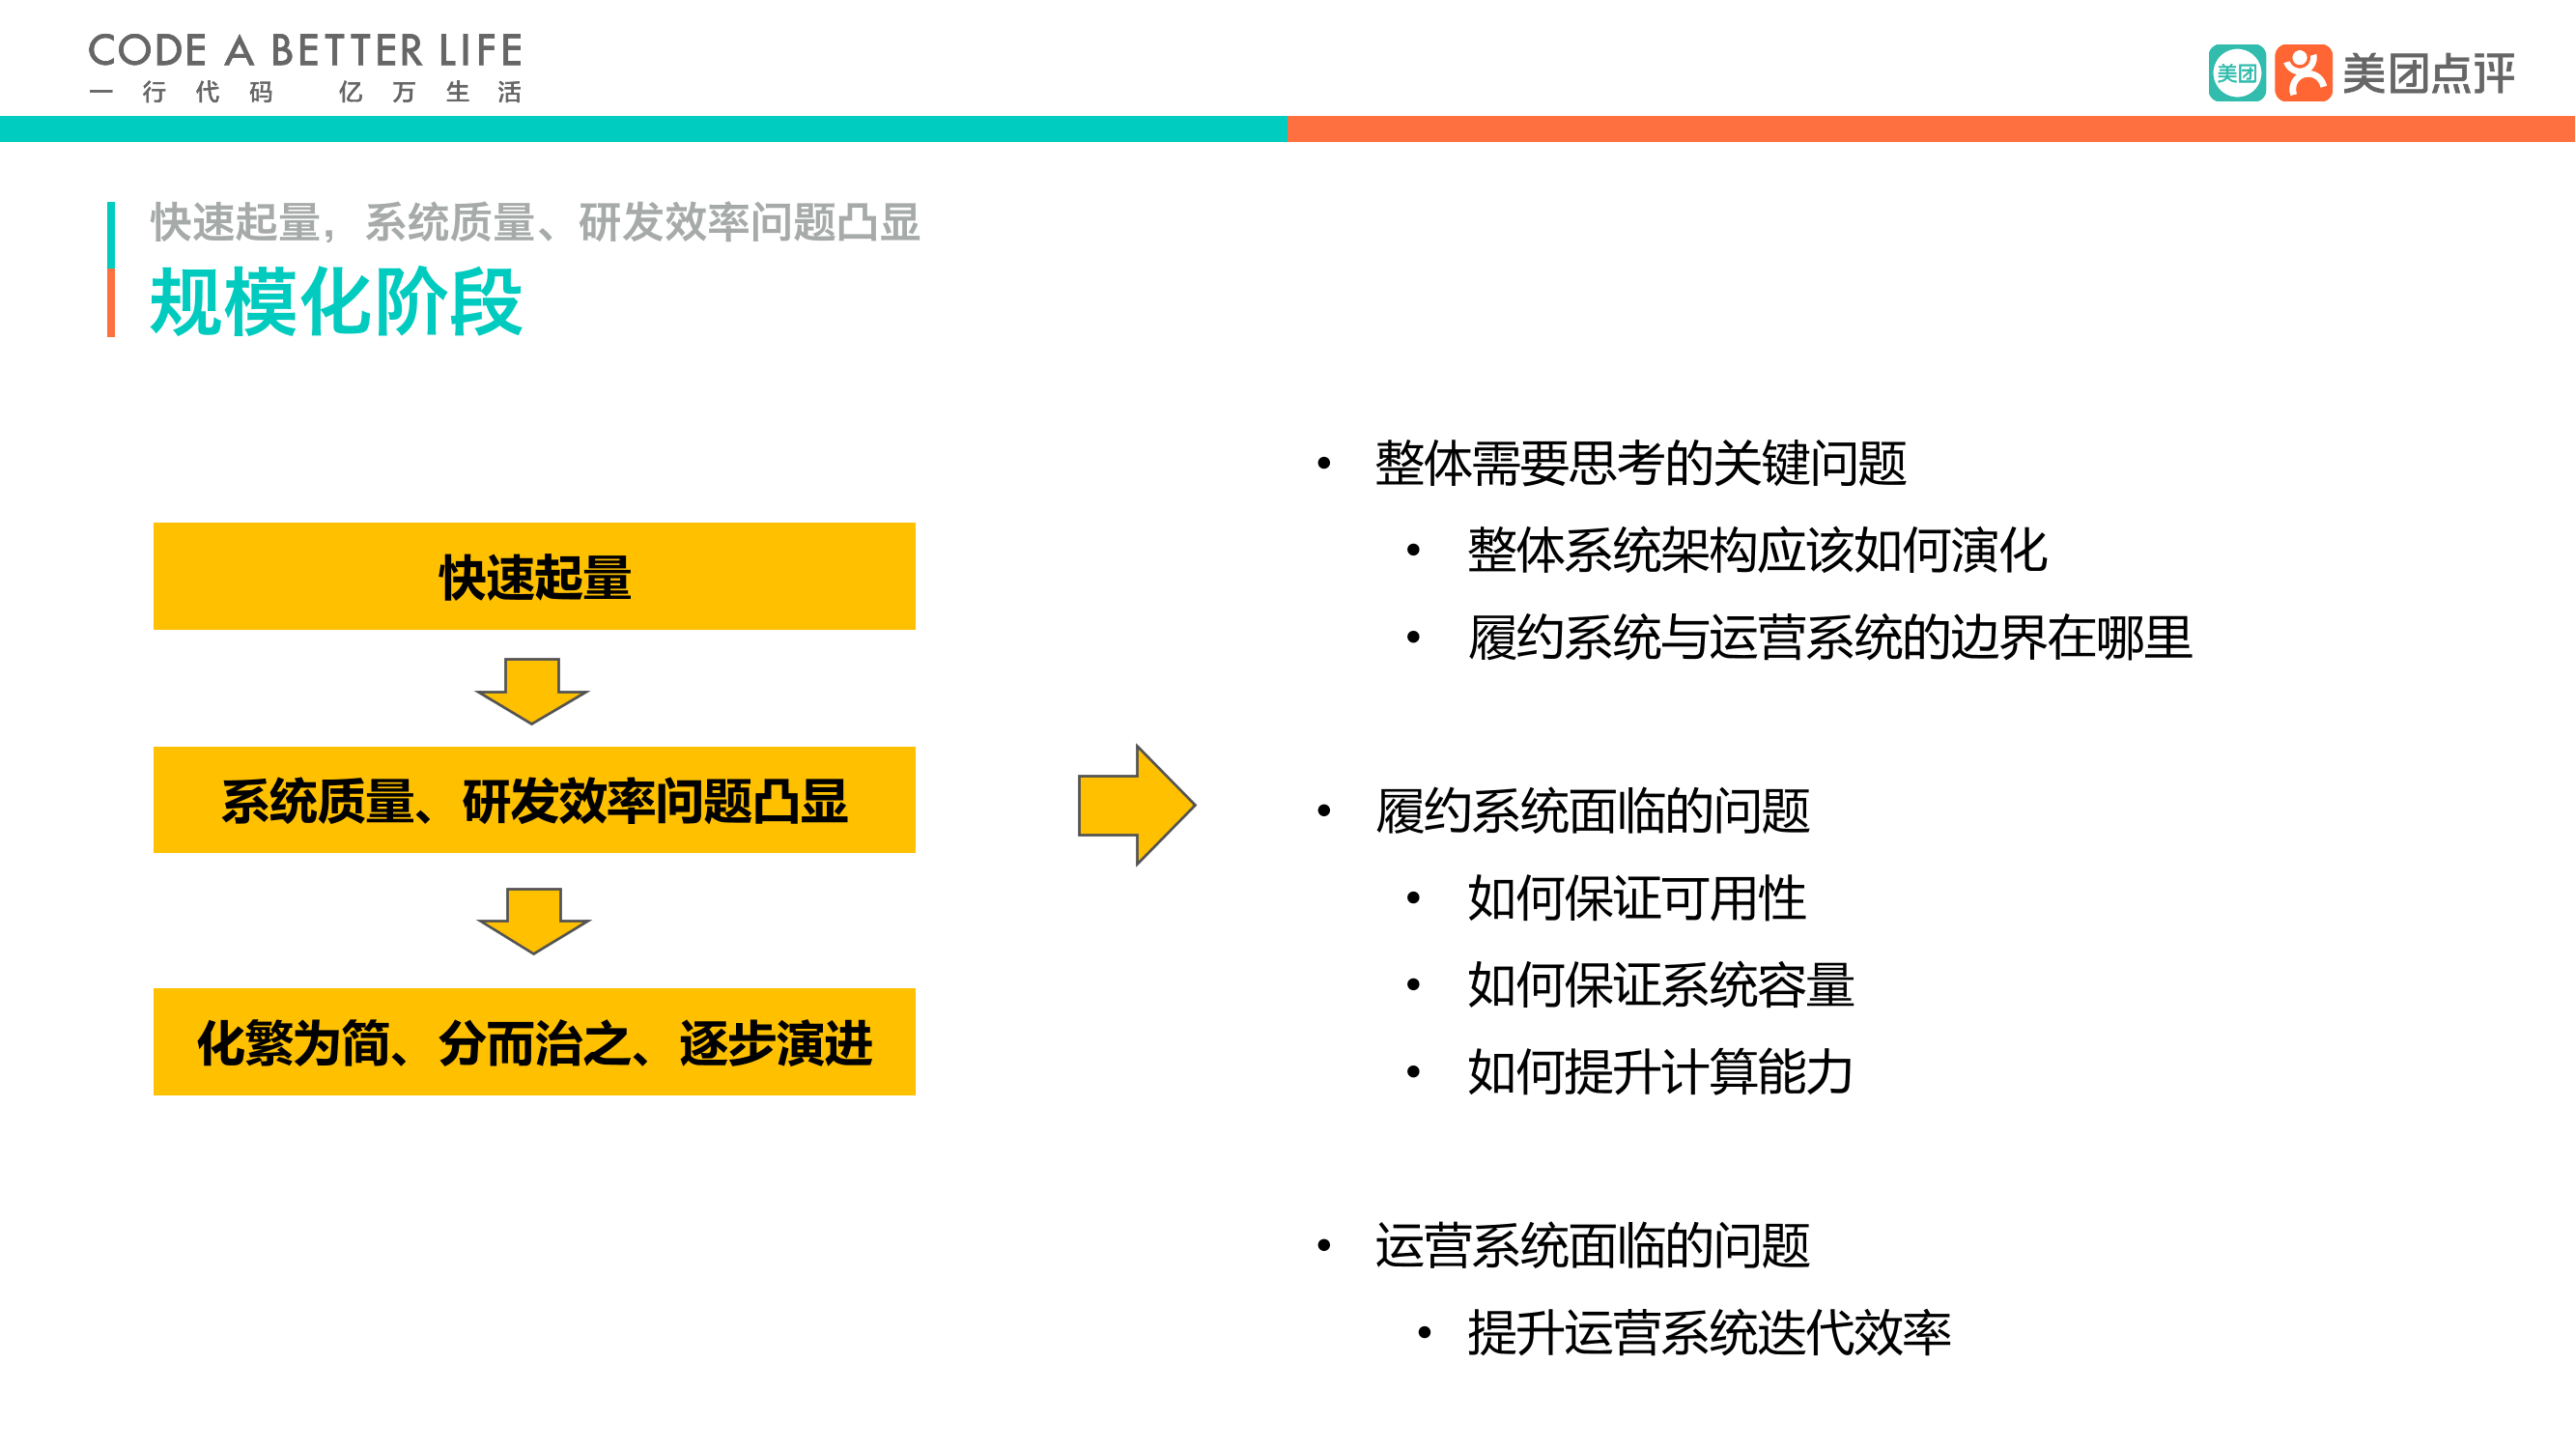 CODE A BETTER LIFE
一行代码 亿万生活
美团
美团点评
快速起量，系统质量、研发效率问题凸显
规模化阶段
快速起量
系统质量、研发效率问题凸显
化繁为简、分而治之、逐步演进
• 整体需要思考的关键问题
• 整体系统架构应该如何演化
• 履约系统与运营系统的边界在哪里
• 履约系统面临的问题
• 如何保证可用性
• 如何保证系统容量
• 如何提升计算能力
• 运营系统面临的问题
• 提升运营系统迭代效率